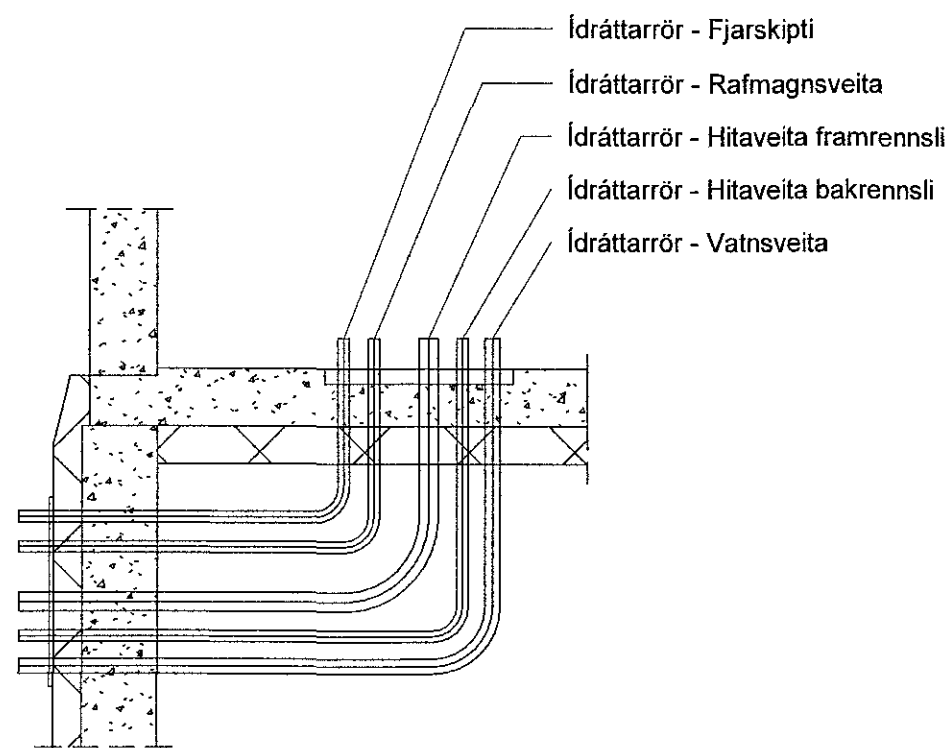 Ídráttarrör - Fjarskipti
Ídráttarrör - Rafmagnsveita
Ídráttarrör - Hitaveita framrennsli
Ídráttarrör - Hitaveita bakrennsli
Ídráttarrör - Vatnsveita